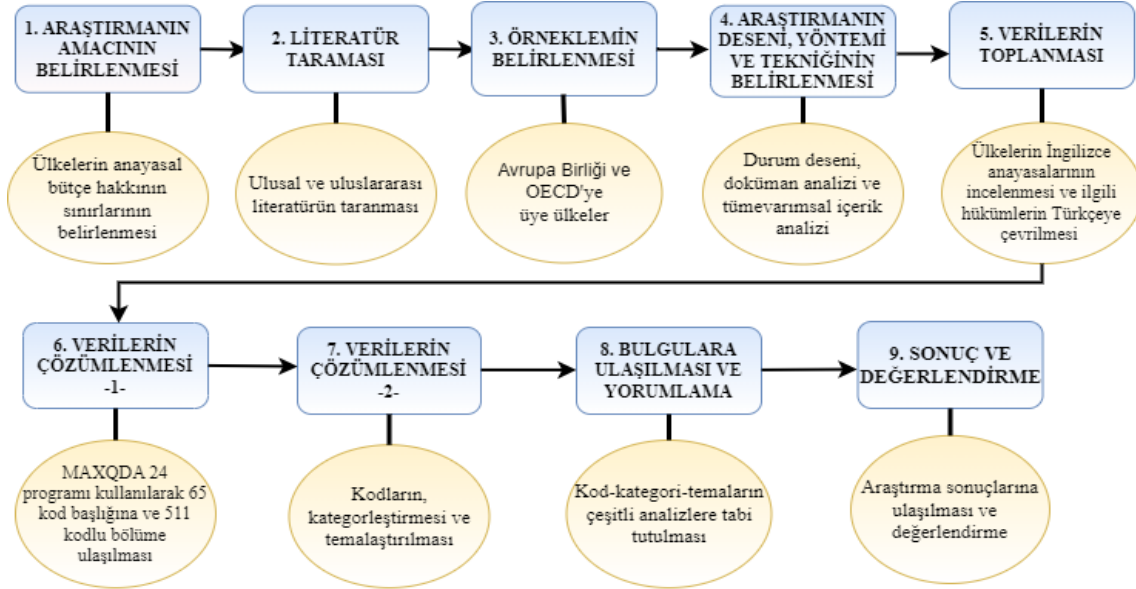 1. ARAŞTIRMANIN
AMACININ
BELİRLENMESİ
2. LİTERATÜR
TARAMASI
3. ÖRNEKLEMİN
BELİRLENMESİ
4. ARAŞTIRMANIN
DESENİ, YÖNTEMİ
VE TEKNİĞİNİN
BELİRLENMESİ
5. VERİLERİN
TOPLANMASI
Ülkelerin anayasal
bütçe hakkının
sınırlarının
belirlenmesi
Ulusal ve uluslararası
literatürün taranması
Avrupa Birliği ve
OECD'ye
üye ülkeler
Durum deseni,
doküman analizi ve
tümevarımsal içerik
analizi
Ülkelerin İngilizce
anayasalarının
incelenmesi ve ilgili
hükümlerin Türkçeye
çevrilmesi
6. VERİLERİN
ÇÖZÜMLENMESİ
-1-
7. VERİLERİN
ÇÖZÜMLENMESİ
-2-
8. BULGULARA
ULAŞILMASI VE
YORUMLAMA
9. SONUÇ VE
DEĞERLENDİRME
MAXQDA 24
programı kullanılarak 65
kod başlığına ve 511
kodlu bölüme
ulaşılması
Kodların,
kategorleştirmesi ve
temalaştırılması
Kod-kategori-temaların
çeşitli analizlere tabi
tutulması
Araştırma sonuçlarına
ulaşılması ve
değerlendirme